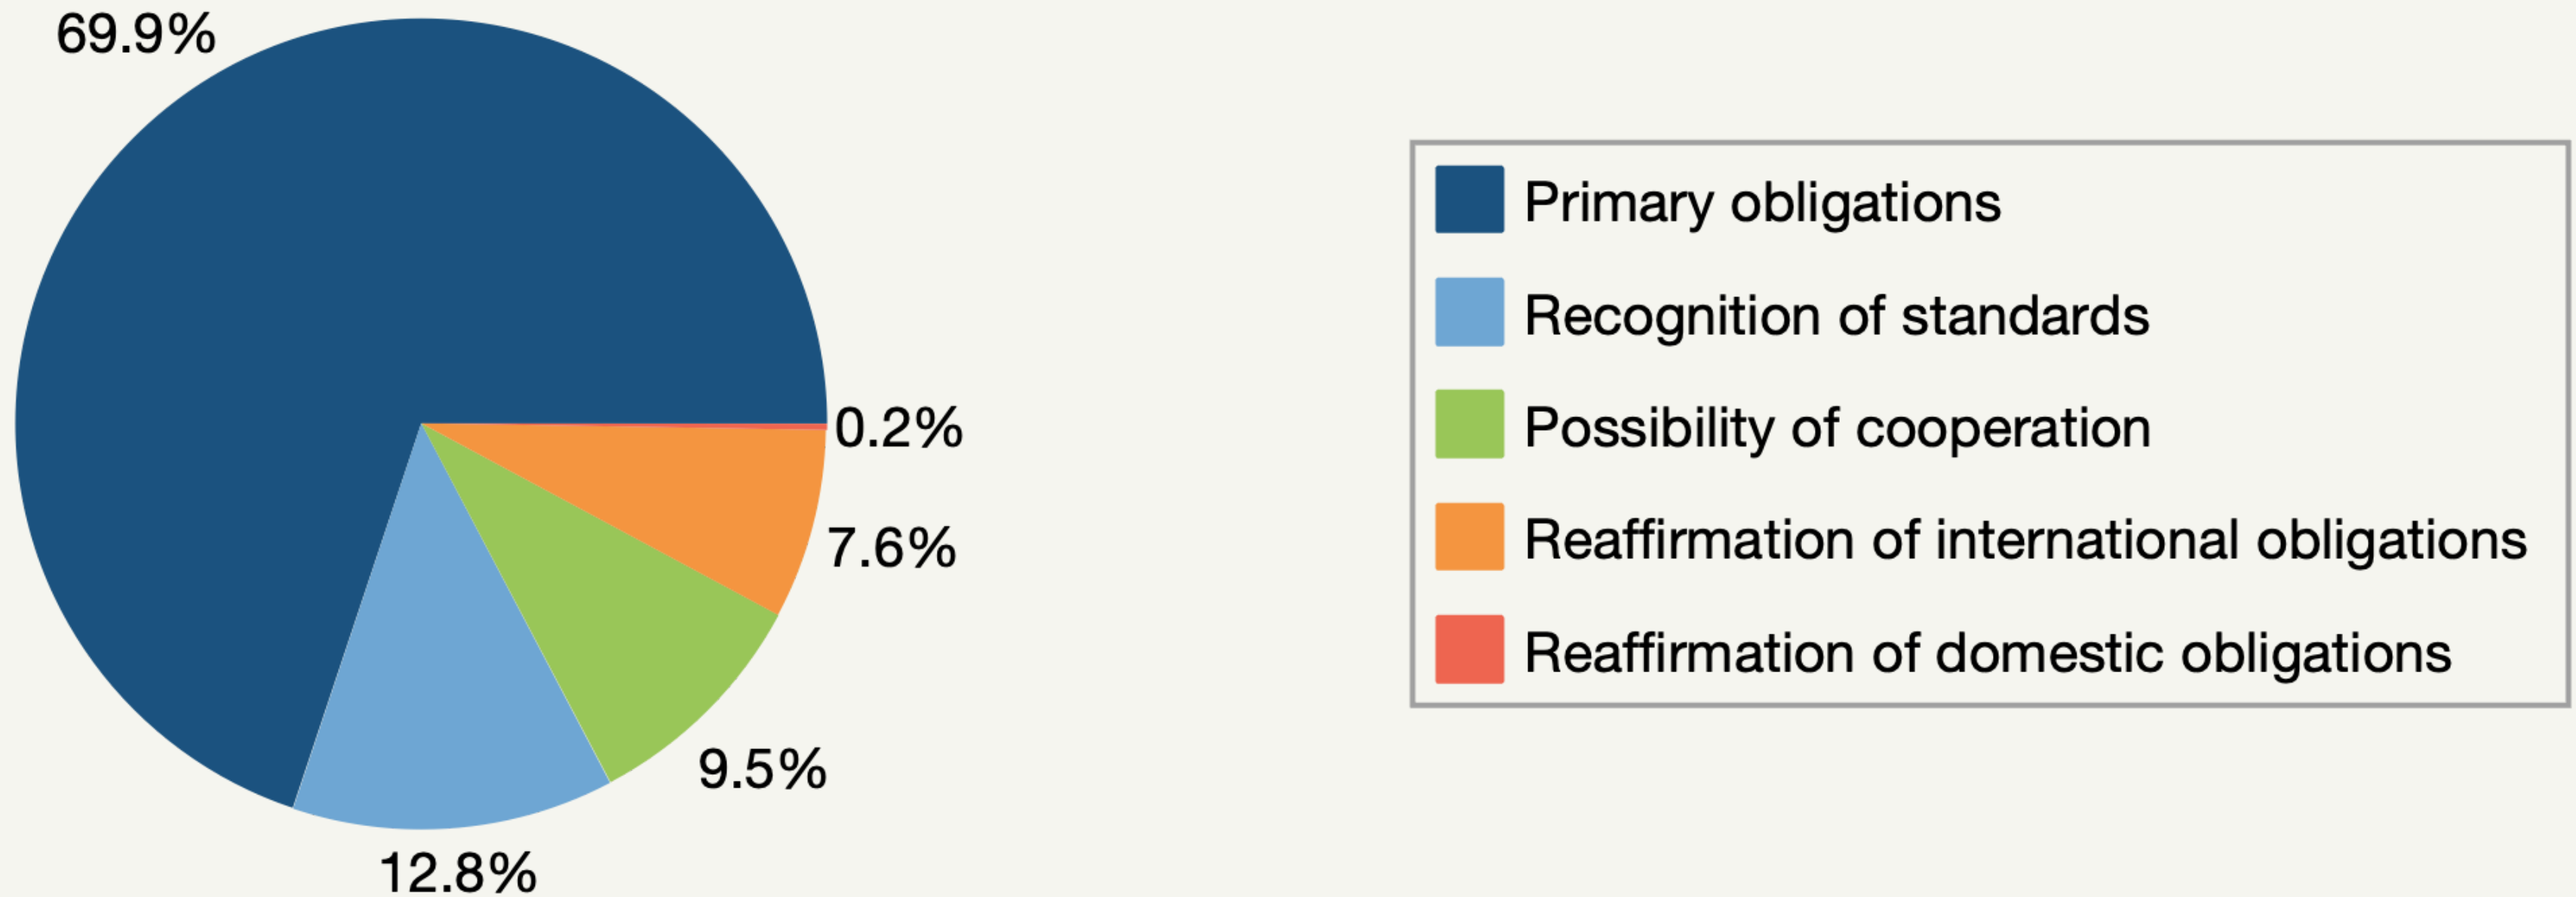 69.9%
0.2%
7.6%
9.5%
12.8%
Primary obligations
Recognition of standards
Possibility of cooperation
Reaffirmation of international obligations
Reaffirmation of domestic obligations